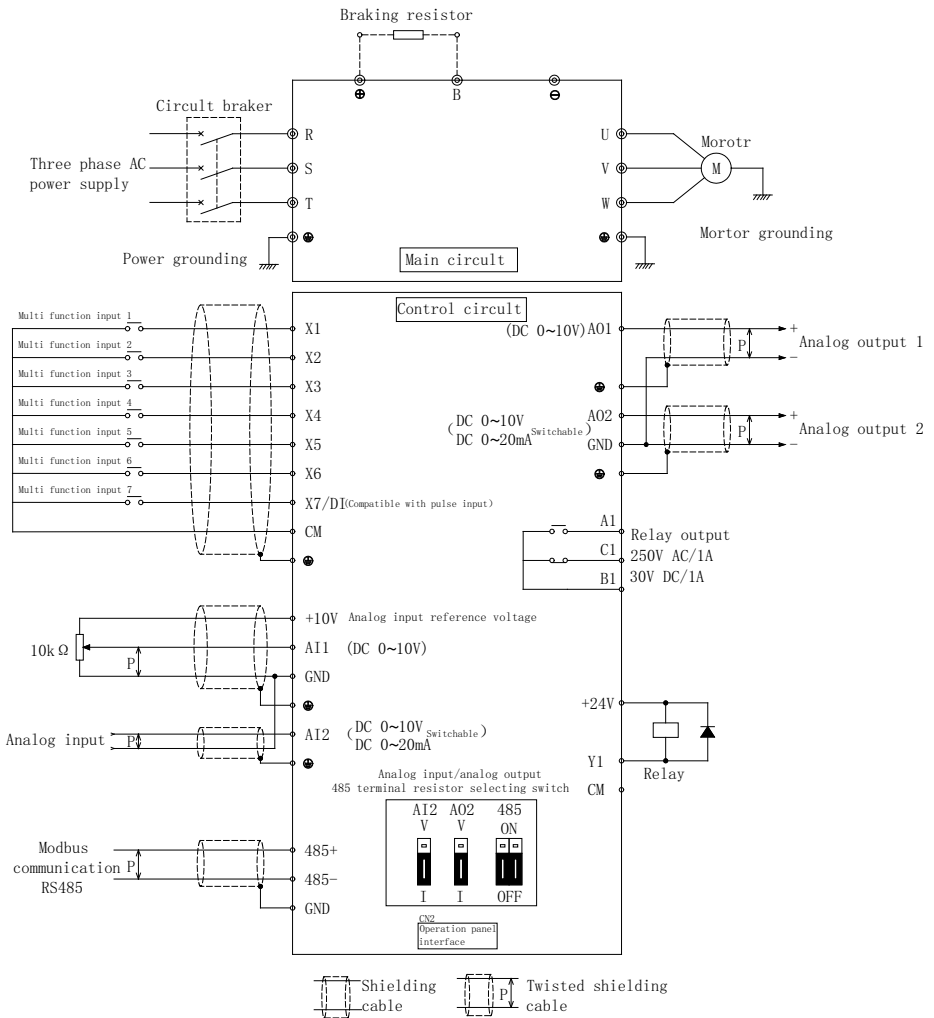 Braking resistor
B
Circuit braker
R
S
T
Three phase AC
power supply
Power grounding
Main circult
U
V
W
Morotr
M
Mortor grounding
Control circult
Multi function input 1
Multi function input 2
Multi function input 3
Multi function input 4
Multi function input 5
Multi function input 6
Multi function input 7
X1
X2
X3
X4
X5
X6
X7/DI(Compatible with pulse input)
CM
(DC 0~10V)AO1
P
+
−
Analog output 1
(DC 0~10V
DC 0~20mA Switchable)
AO2
GND
P
+
−
Analog output 2
A1
C1
B1
Relay output
250V AC/1A
30V DC/1A
+10V Analog input reference voltage
10kΩ
AI1 (DC 0~10V)
P
GND
Analog input
P
AI2
(DC 0~10V
DC 0~20mA Switchable)
+24V
Y1
Relay
CM
Analog input/analog output
485 terminal resistor selecting switch
AI2 AO2 485
V V ON
I I OFF
Modbus
communication
RS485
P
485+
485-
GND
CN2
Operation panel
interface
Shielding
cable
P
Twisted shielding
cable